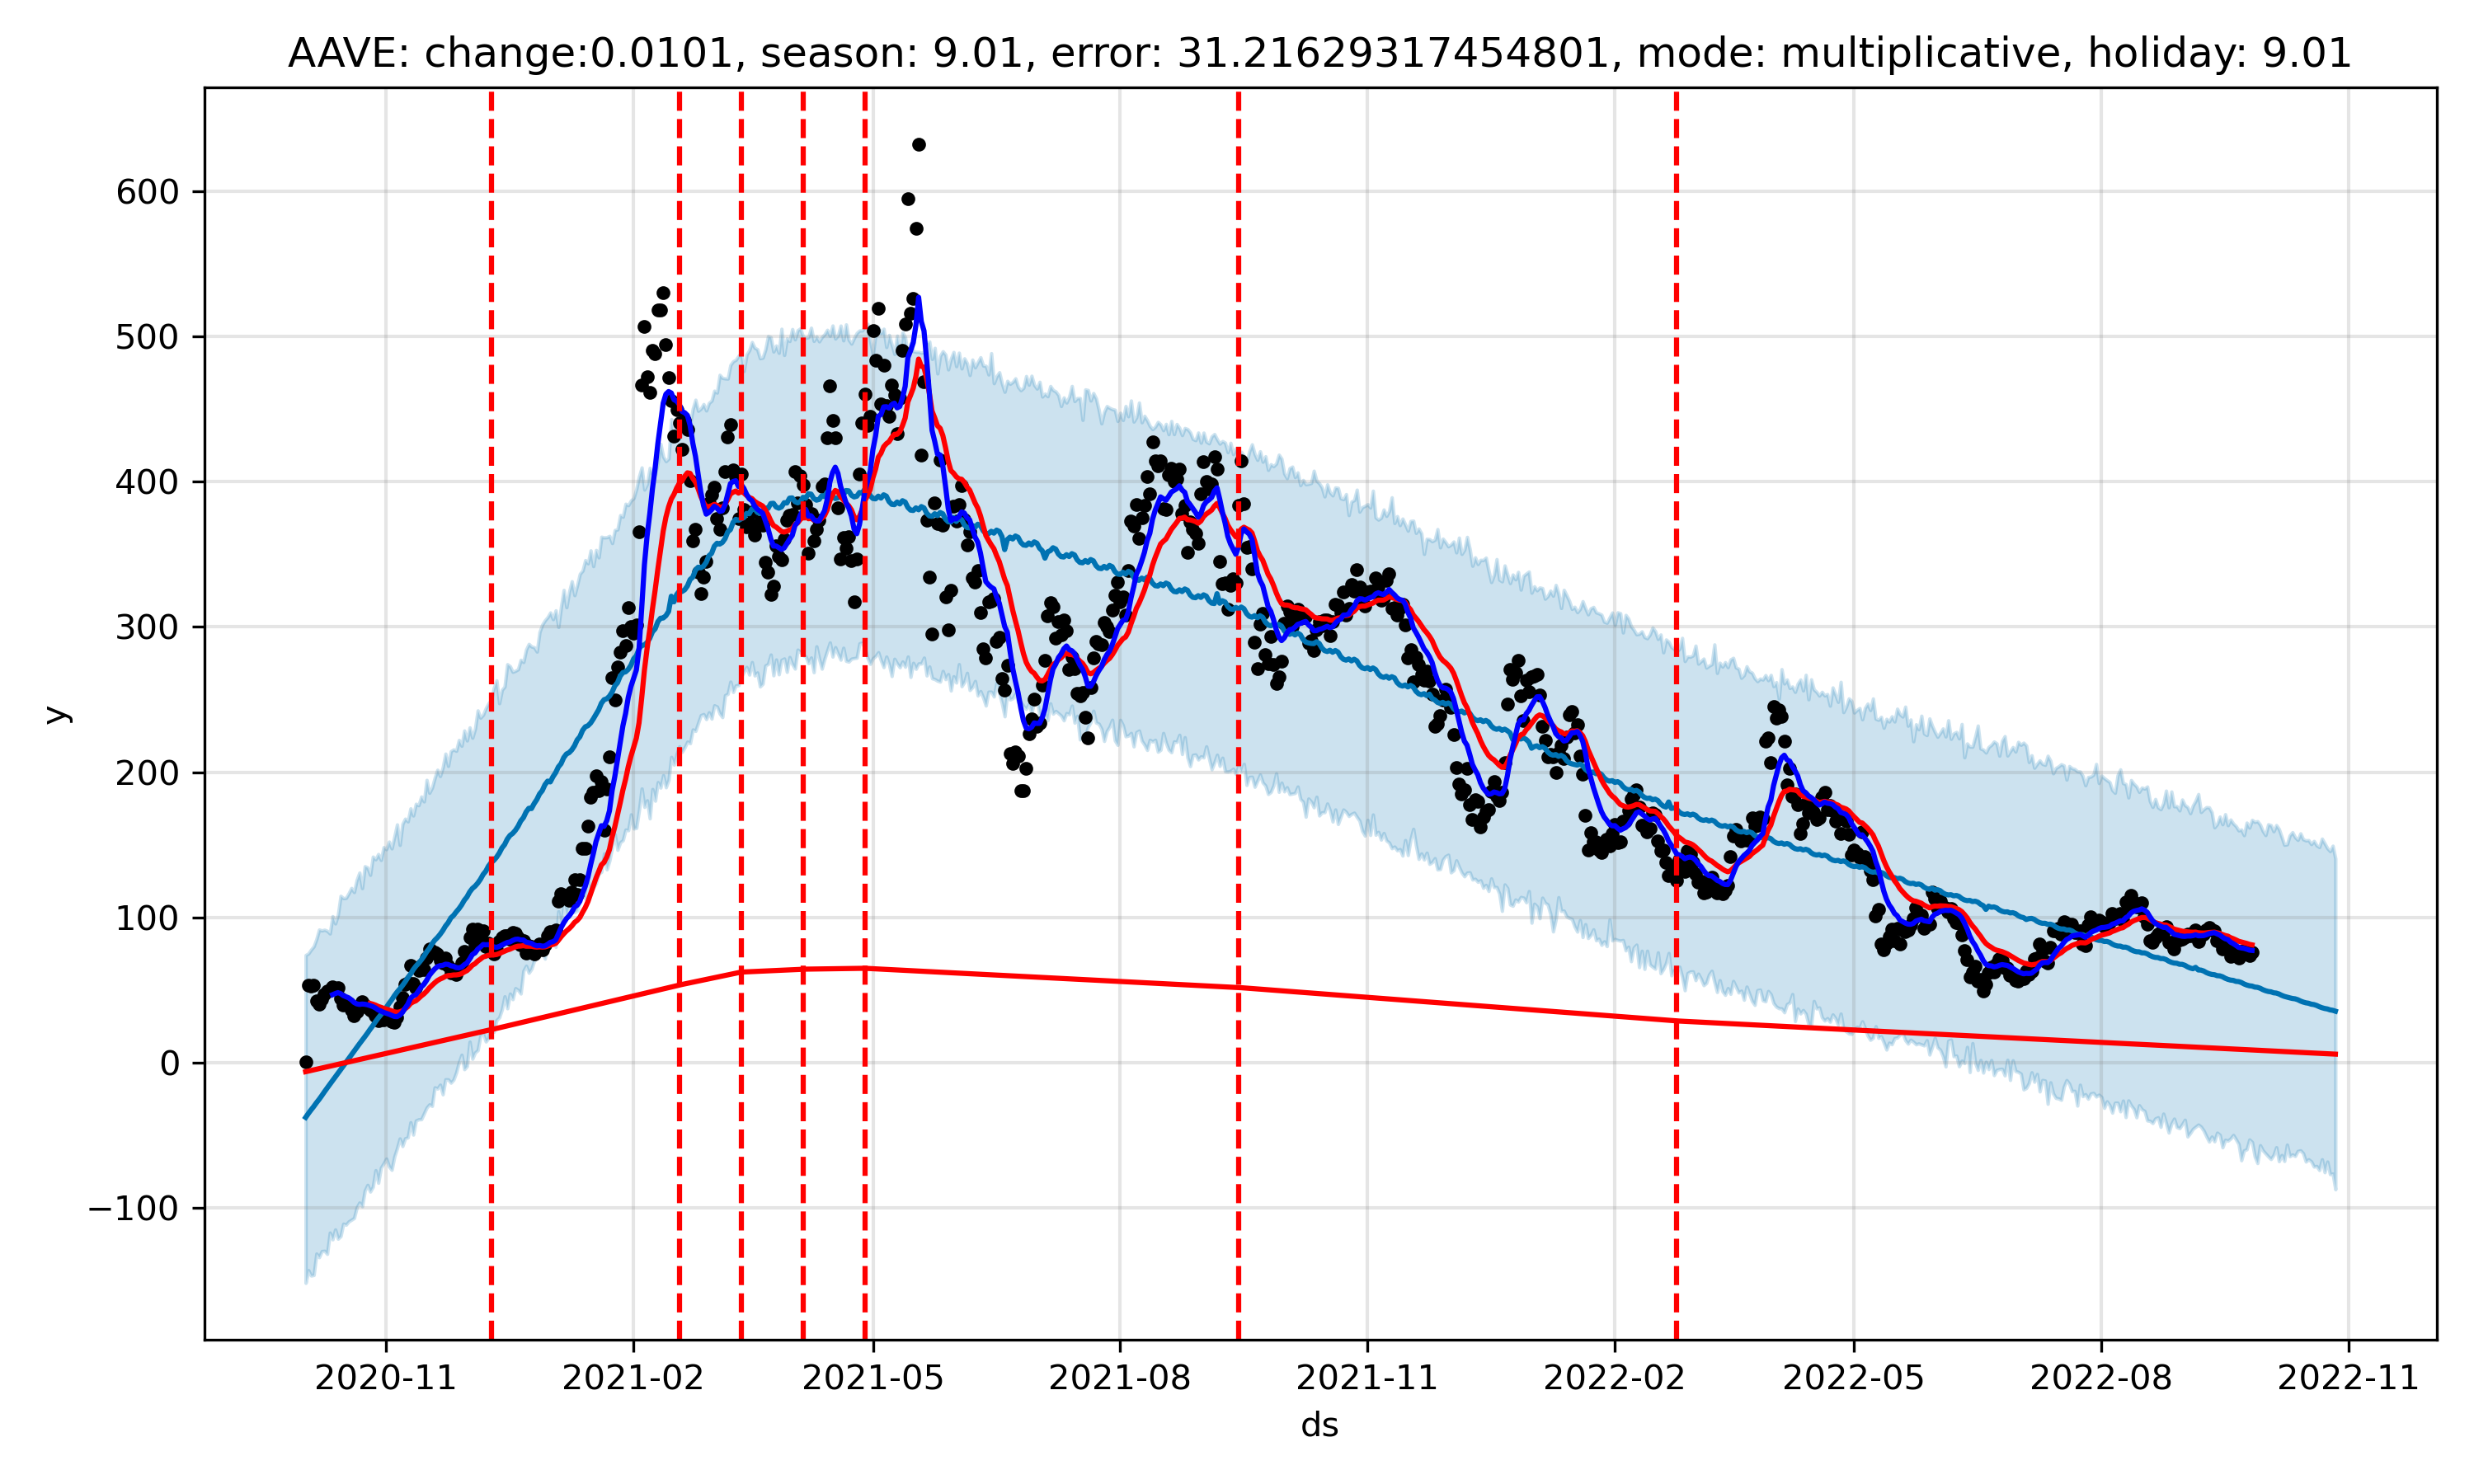 AAVE: change:0.0101, season: 9.01, error: 31.21629317454801, mode: multiplicative, holiday: 9.01
600
500
400
300
200
100
0
−100
y
2020-11 2021-02 2021-05 2021-08 2021-11 2022-02 2022-05 2022-08 2022-11
ds